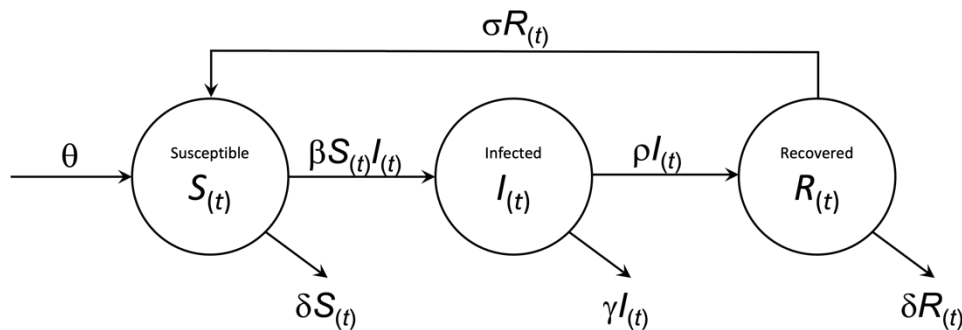 σR(t)
θ
Susceptible
S(t)
βS(t)I(t)
Infected
I(t)
ρI(t)
Recovered
R(t)
δS(t)
γI(t)
δR(t)